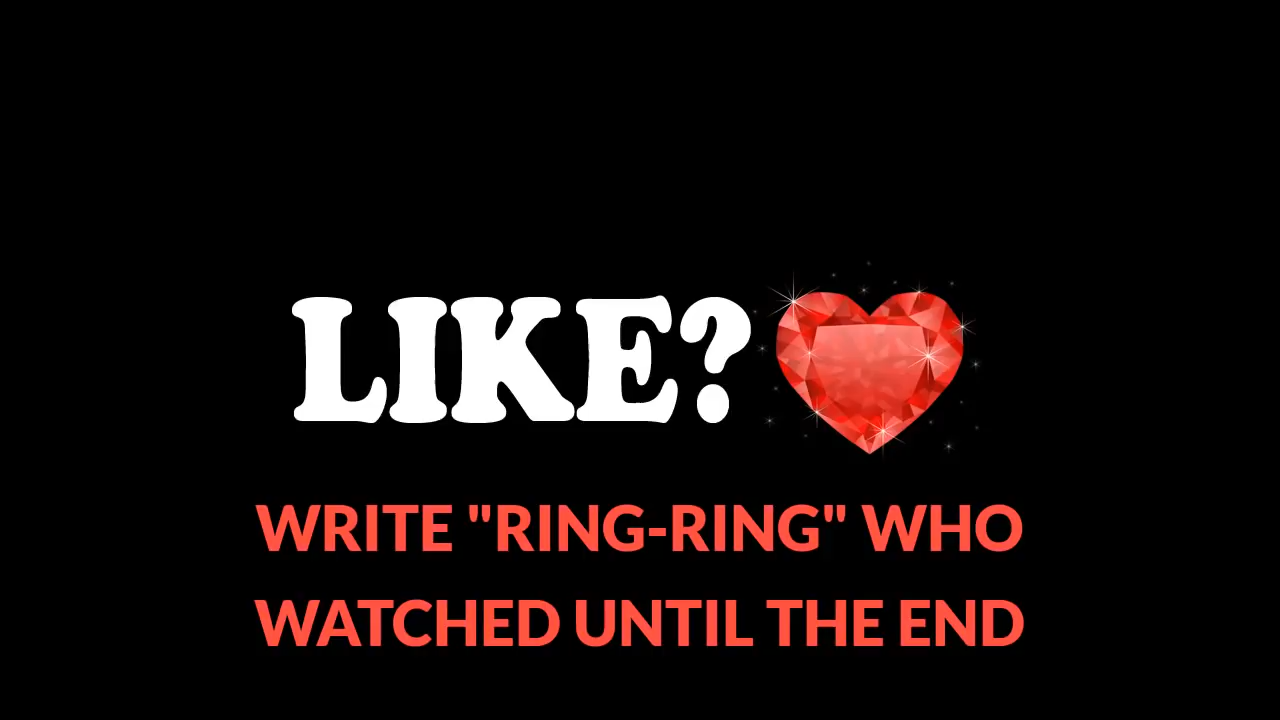 LIKE?
WRITE "RING-RING" WHO
WATCHED UNTIL THE END